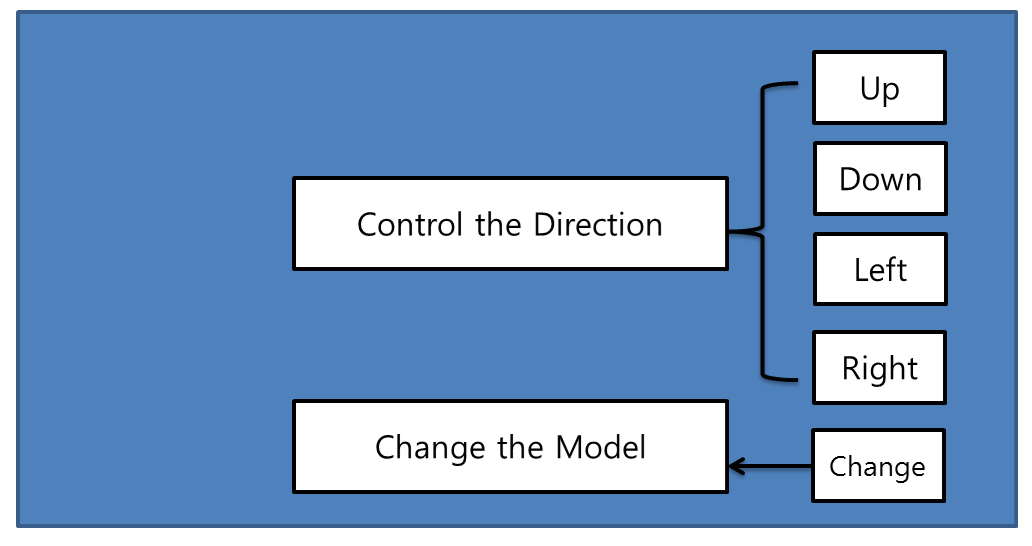 Up
Down
Control the Direction
Left
Right
Change the Model
Change